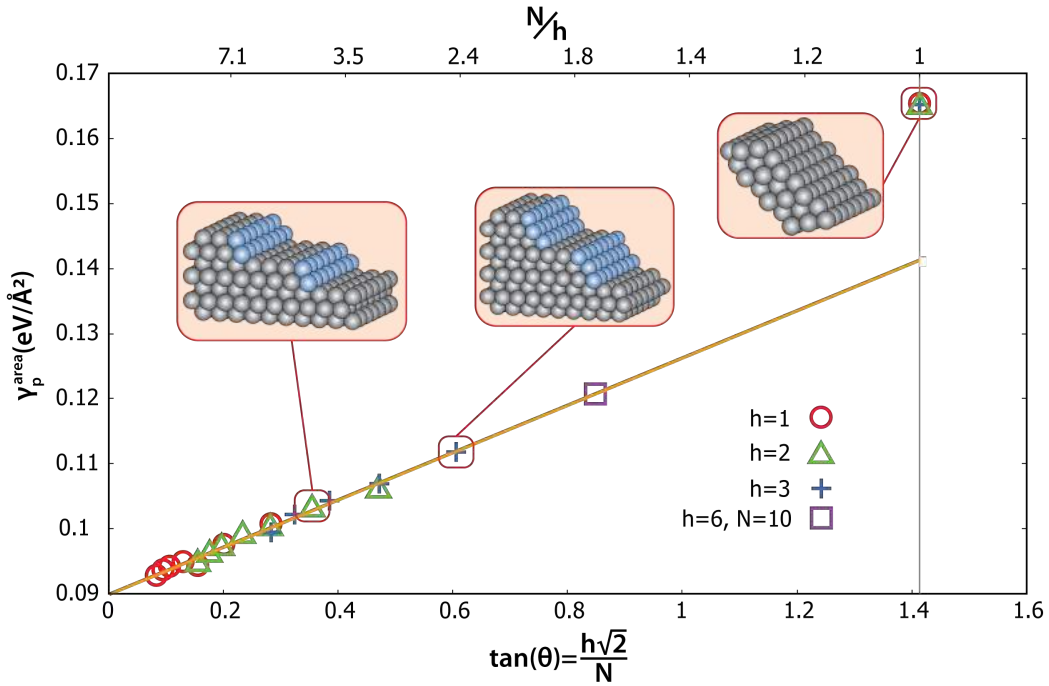 N/h
7.1 3.5 2.4 1.8 1.4 1.2 1
0.17
0.16
0.15
0.14
0.13
0.12
0.11
0.1
0.09
γₚᵃʳᵉᵃ(eV/Å²)
h=1
h=2
h=3
h=6, N=10
0 0.2 0.4 0.6 0.8 1 1.2 1.4 1.6
tan(θ)=h√2/N